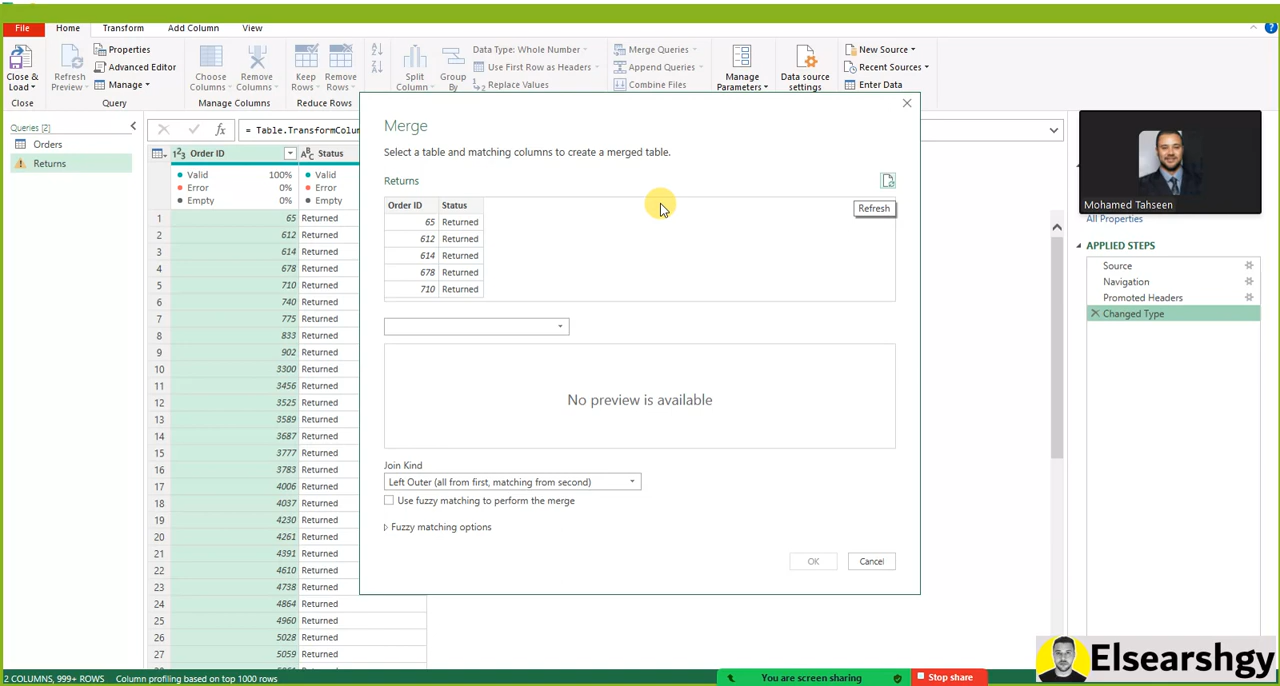 File Home Transform Add Column View
Close & Load
Close
Refresh Preview
Properties
Advanced Editor
Manage
Query
Choose Columns
Remove Columns
Manage Columns
Keep Rows
Remove Rows
Reduce Rows
Split Column
Group By
Data Type: Whole Number
Use First Row as Headers
Replace Values
Merge Queries
Append Queries
Combine Files
Manage Parameters
Data source settings
New Source
Recent Sources
Enter Data
Queries [2]
Orders
Returns
fx = Table.TransformColu
Order ID Status
Valid 100% Valid
Error 0% Error
Empty 0% Empty
1 65 Returned
2 612 Returned
3 614 Returned
4 678 Returned
5 710 Returned
6 740 Returned
7 775 Returned
8 833 Returned
9 902 Returned
10 3300 Returned
11 3456 Returned
12 3525 Returned
13 3589 Returned
14 3687 Returned
15 3777 Returned
16 3783 Returned
17 4006 Returned
18 4037 Returned
19 4230 Returned
20 4261 Returned
21 4391 Returned
22 4610 Returned
23 4738 Returned
24 4864 Returned
25 4960 Returned
26 5028 Returned
27 5059 Returned
Merge
Select a table and matching columns to create a merged table.
Returns
Refresh
Order ID Status
65 Returned
612 Returned
614 Returned
678 Returned
710 Returned
No preview is available
Join Kind
Left Outer (all from first, matching from second)
Use fuzzy matching to perform the merge
Fuzzy matching options
OK Cancel
Mohamed Tahseen
All Properties
APPLIED STEPS
Source
Navigation
Promoted Headers
Changed Type
Elsearshgy
2 COLUMNS, 999+ ROWS Column profiling based on top 1000 rows
You are screen sharing Stop share